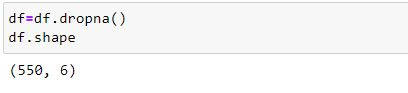 df=df.dropna()
df.shape
(550, 6)